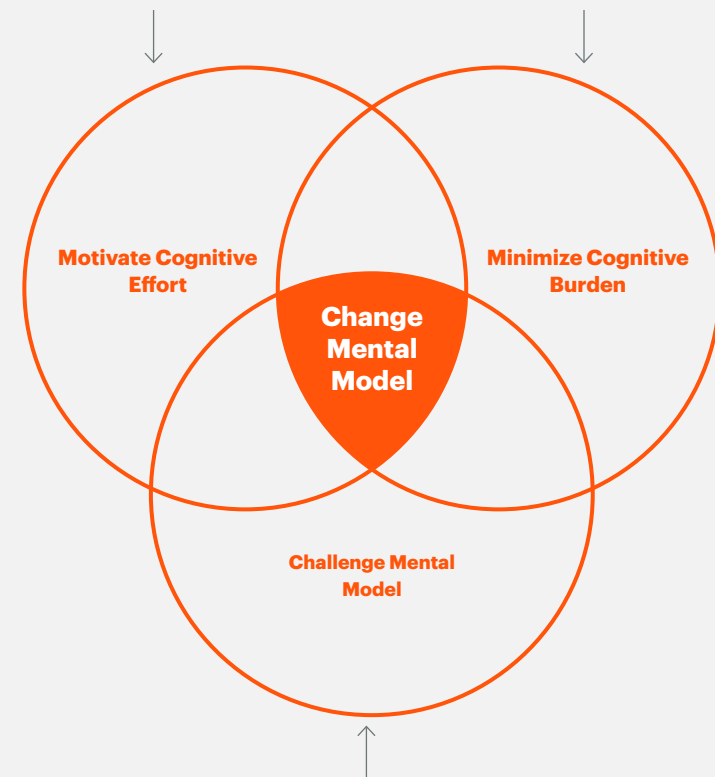 Motivate Cognitive
Effort
Minimize Cognitive
Burden
Change
Mental
Model
Challenge Mental
Model